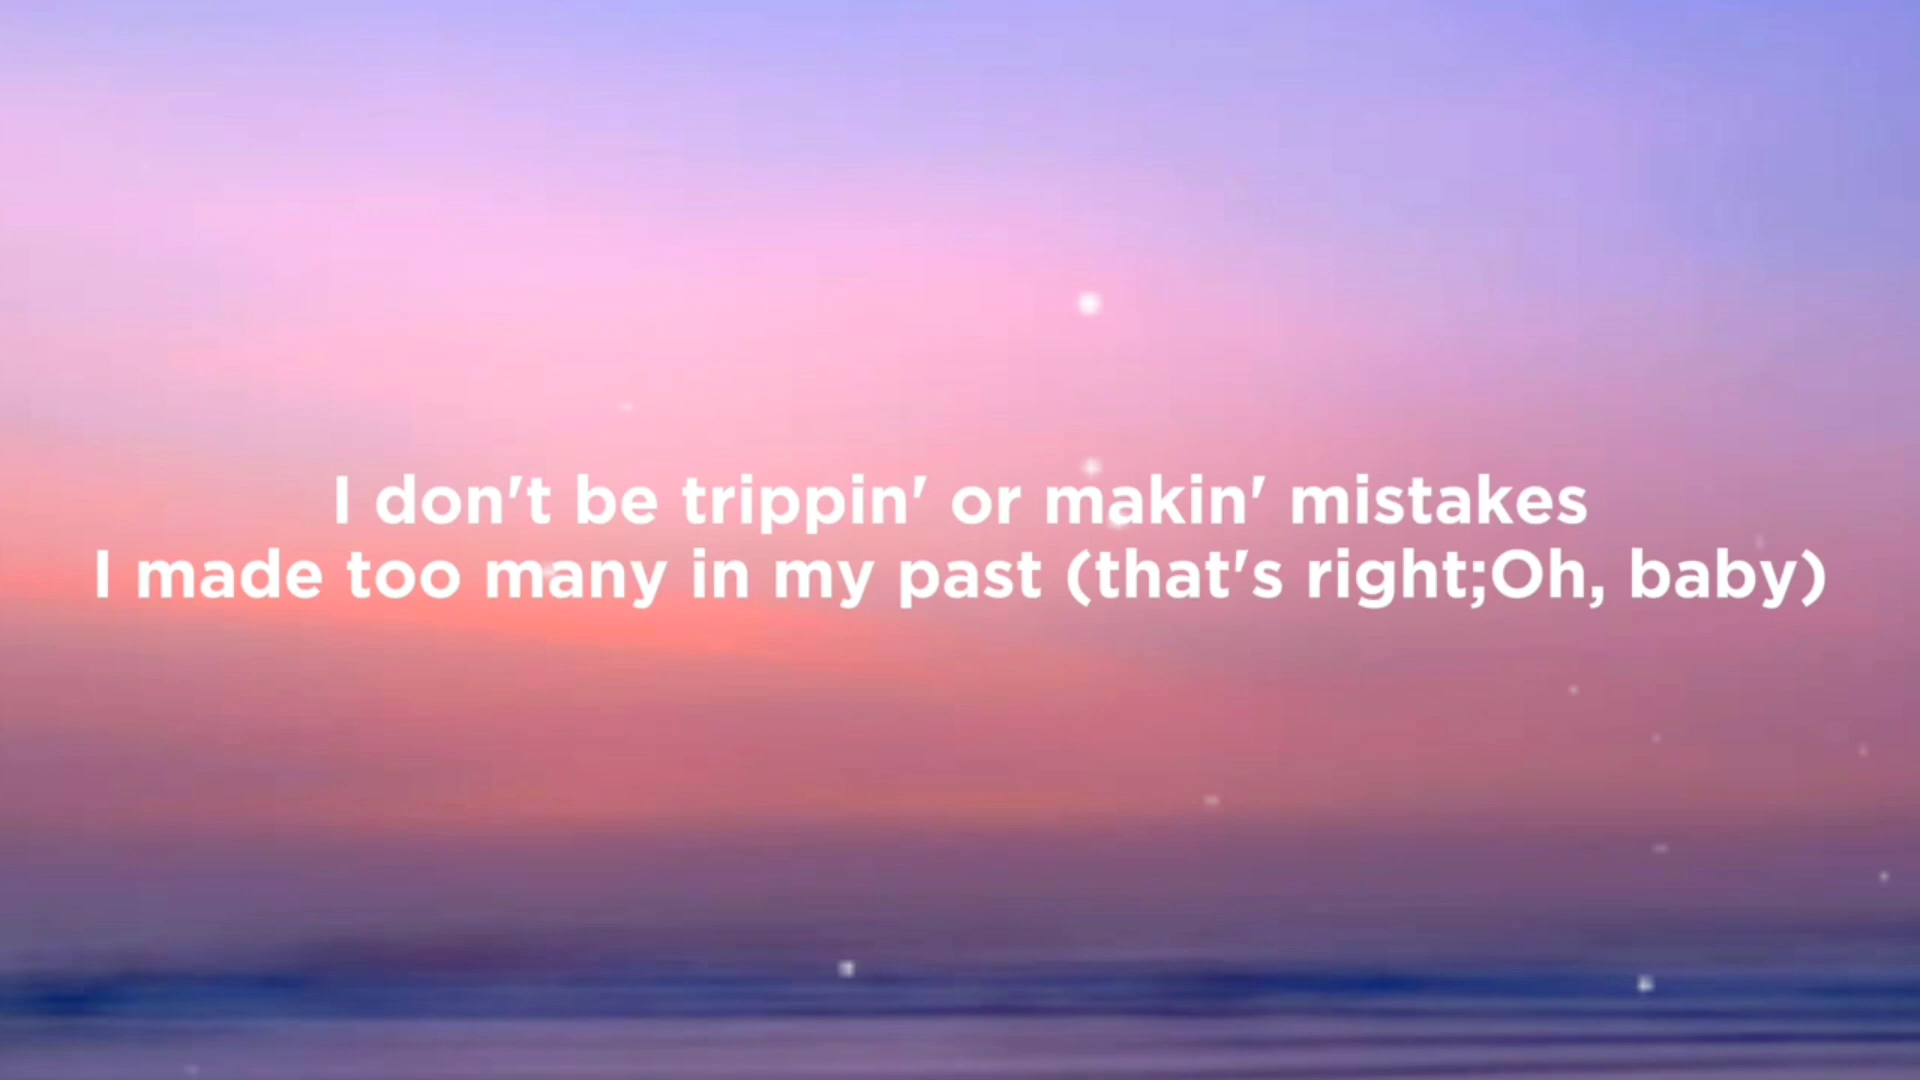 I don't be trippin' or makin' mistakes
I made too many in my past (that's right;Oh, baby)